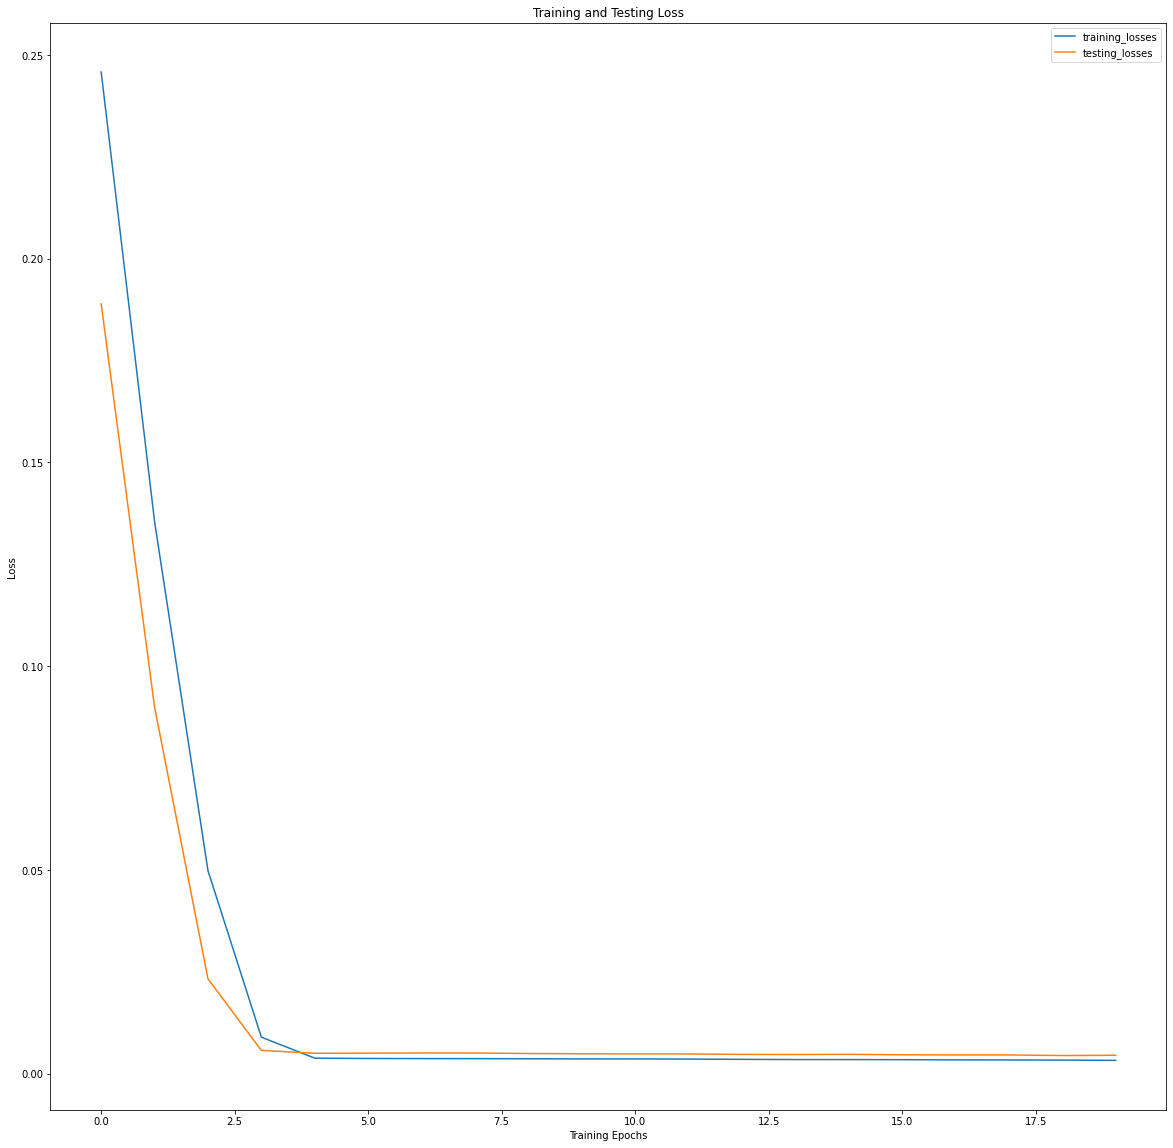 Training and Testing Loss
training_losses
testing_losses
0.25
0.20
0.15
0.10
0.05
0.00
Loss
0.0 2.5 5.0 7.5 10.0 12.5 15.0 17.5
Training Epochs